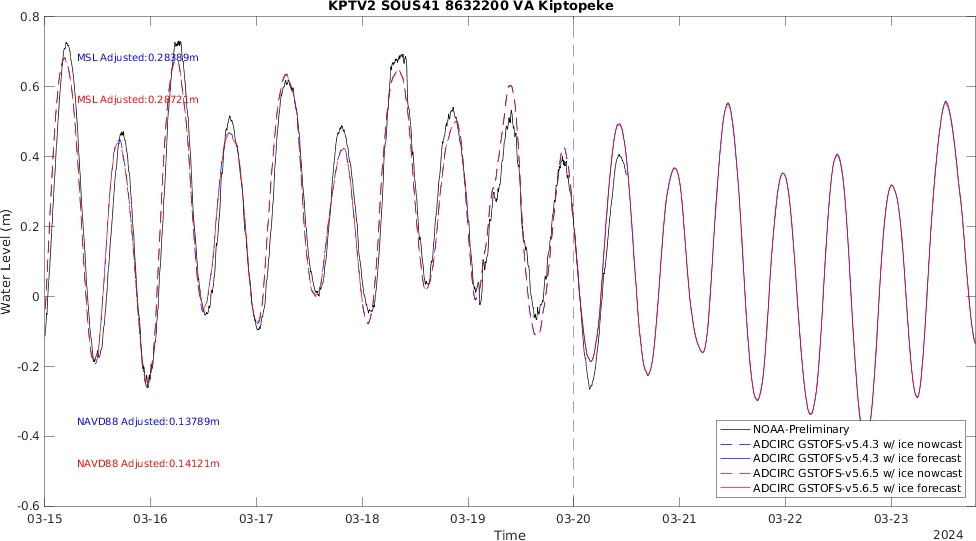 KPTV2 SOUS41 8632200 VA Kiptopeke
0.8
0.6
0.4
0.2
0
-0.2
-0.4
-0.6
Water Level (m)
MSL Adjusted:0.28389m
MSL Adjusted:0.28721m
NAVD88 Adjusted:0.13789m
NAVD88 Adjusted:0.14121m
NOAA-Preliminary
ADCIRC GSTOFS-v5.4.3 w/ ice nowcast
ADCIRC GSTOFS-v5.4.3 w/ ice forecast
ADCIRC GSTOFS-v5.6.5 w/ ice nowcast
ADCIRC GSTOFS-v5.6.5 w/ ice forecast
03-15 03-16 03-17 03-18 03-19 03-20 03-21 03-22 03-23
Time
2024